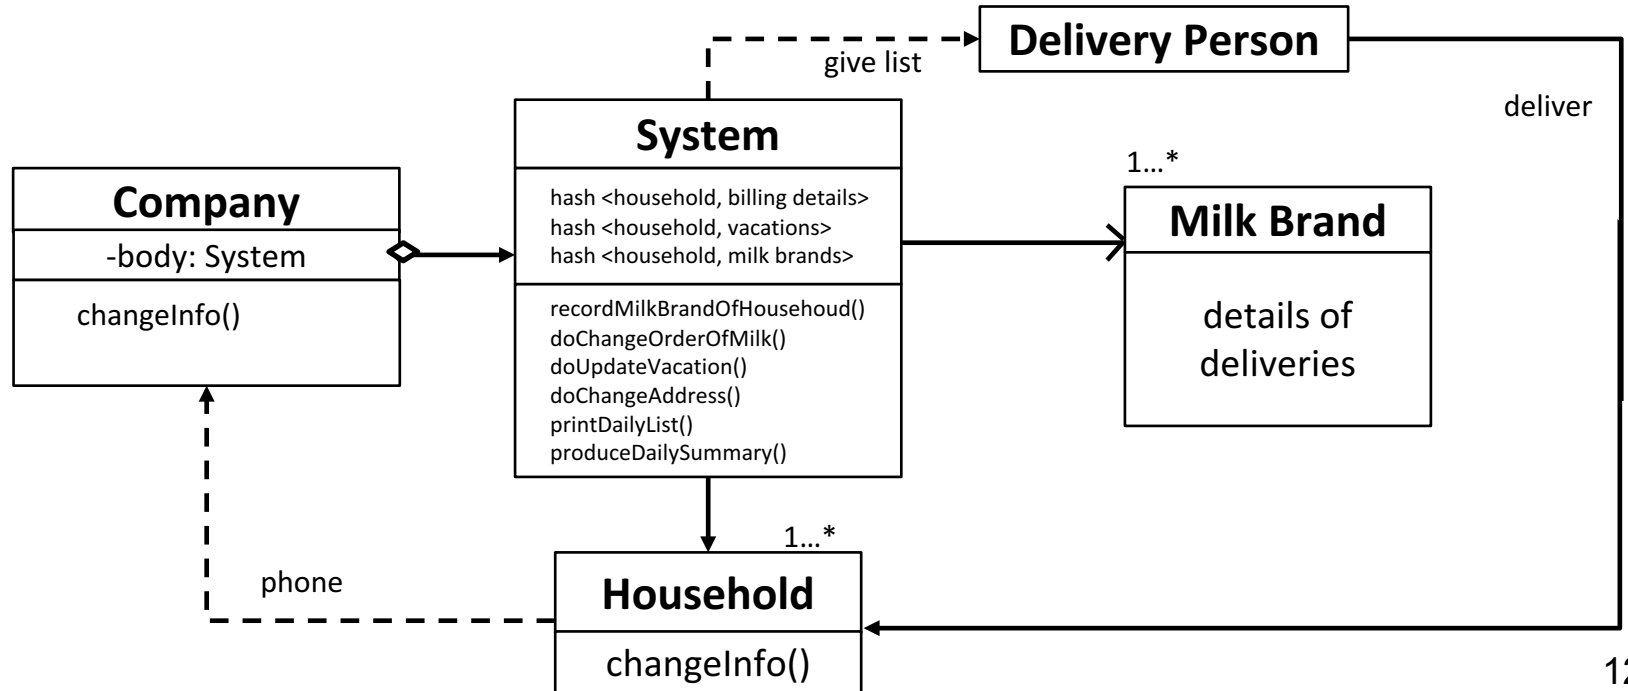 Delivery Person
give list
deliver
System
hash <household, billing details>
hash <household, vacations>
hash <household, milk brands>
recordMilkBrandOfHousehoud()
doChangeOrderOfMilk()
doUpdateVacation()
doChangeAddress()
printDailyList()
produceDailySummary()
Company
-body: System
changeInfo()
1...*
Milk Brand
details of
deliveries
phone
1...*
Household
changeInfo()
12